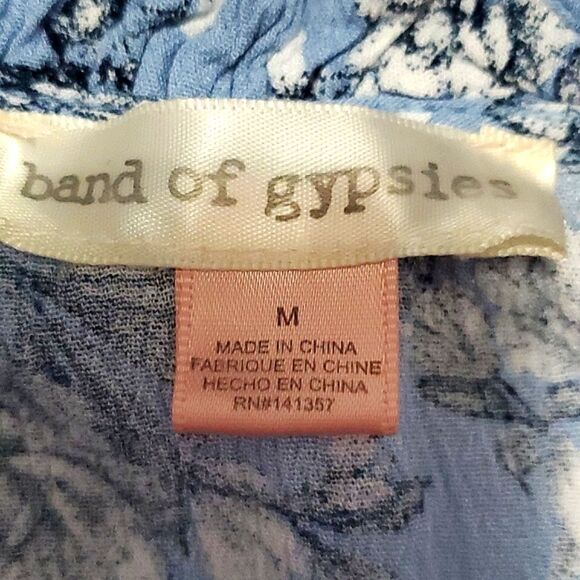 band of gypsies
M
MADE IN CHINA
FABRIQUE EN CHINE
HECHO EN CHINA
RN#141357